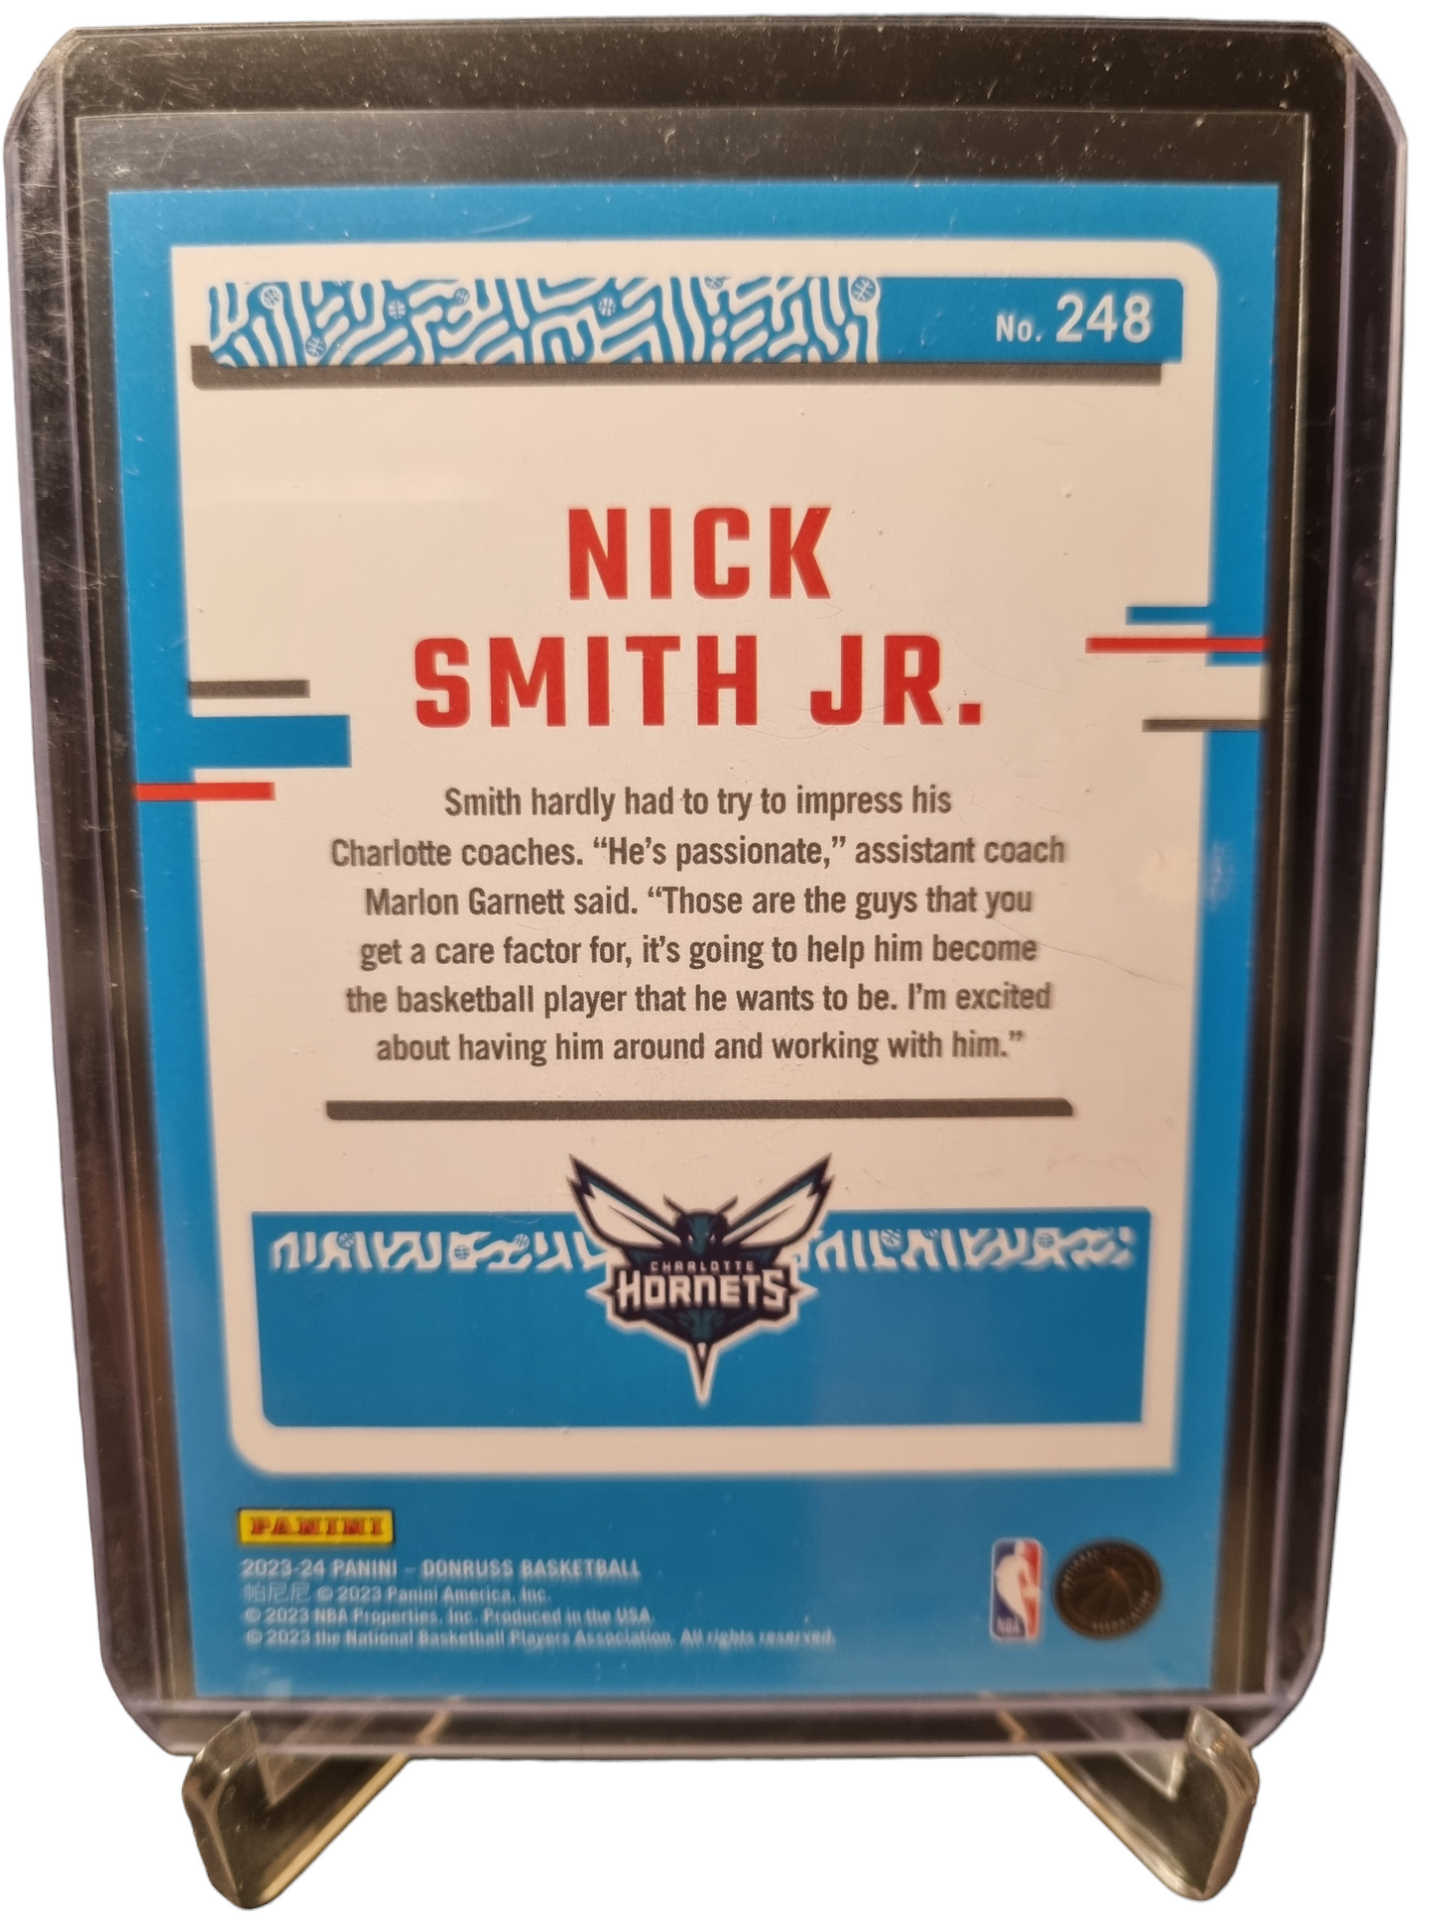 No. 248
NICK
SMITH JR.
Smith hardly had to try to impress his
Charlotte coaches. “He’s passionate,” assistant coach
Marlon Garnett said. “Those are the guys that you
get a care factor for, it’s going to help him become
the basketball player that he wants to be. I’m excited
about having him around and working with him.”
CHARLOTTE
HORNETS
PANINI
2023-24 PANINI – DONRUSS BASKETBALL
帕尼尼 © 2023 Panini America, Inc.
© 2023 NBA Properties, Inc. Produced in the USA.
© 2023 the National Basketball Players Association. All rights reserved.
NBA